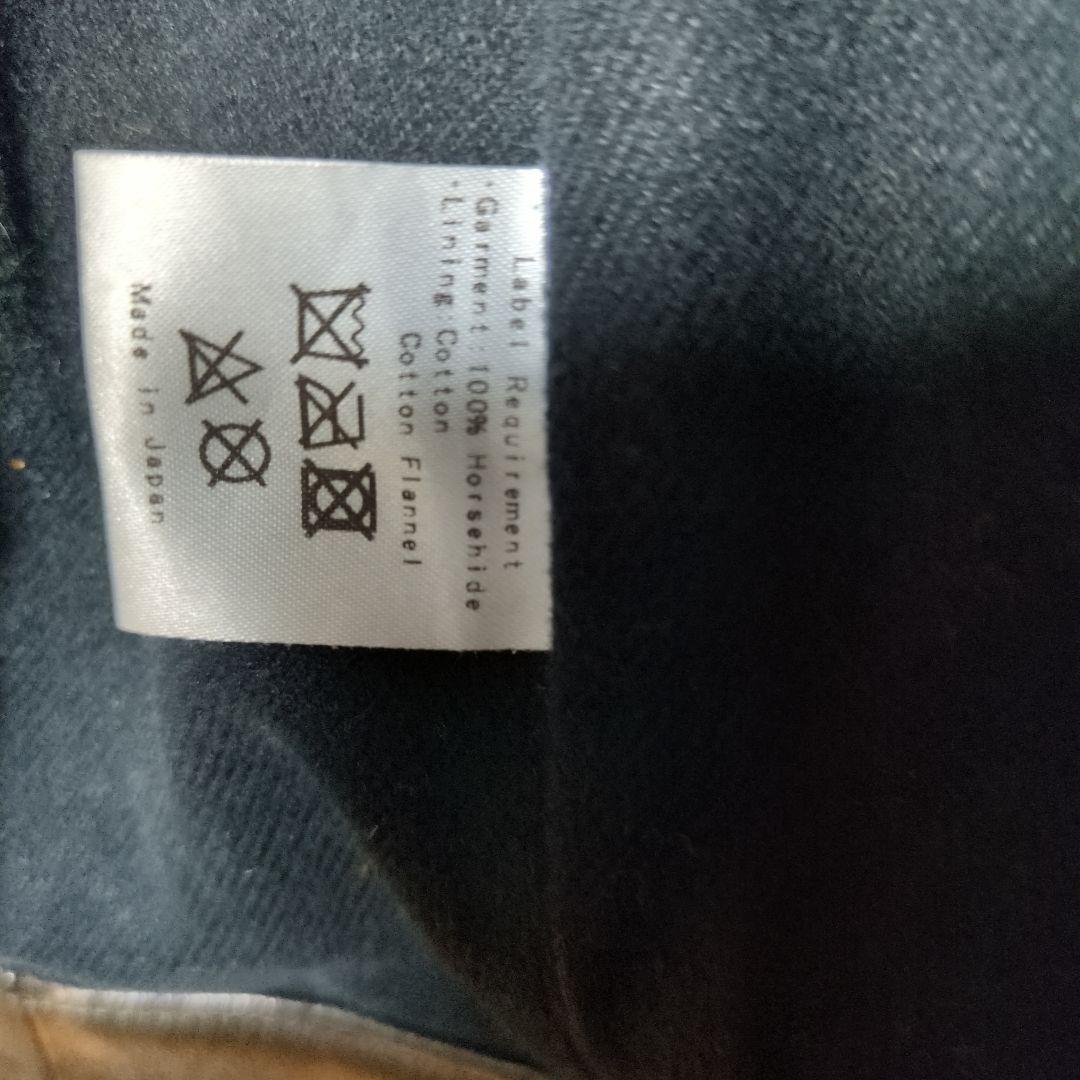 Label Requirement
·Garment 100% Horsehide
·Lining Cotton
Cotton Flannel
Made in Japan